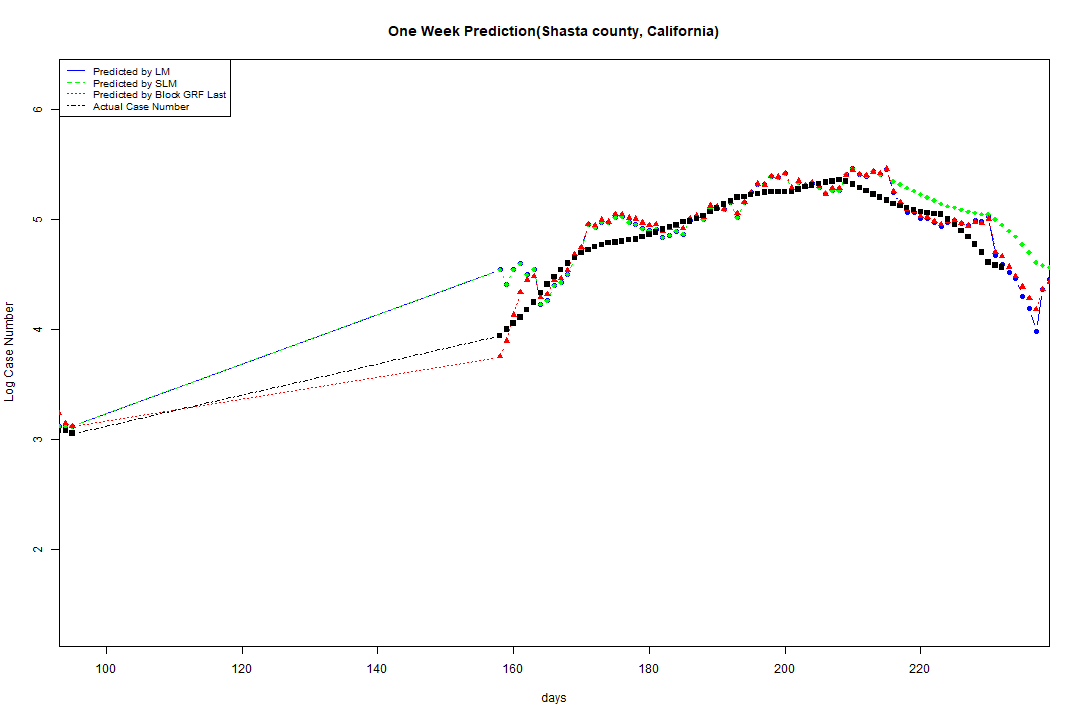 One Week Prediction(Shasta county, California)
Predicted by LM
Predicted by SLM
Predicted by Block GRF Last
Actual Case Number
Log Case Number
6
5
4
3
2
100 120 140 160 180 200 220
days